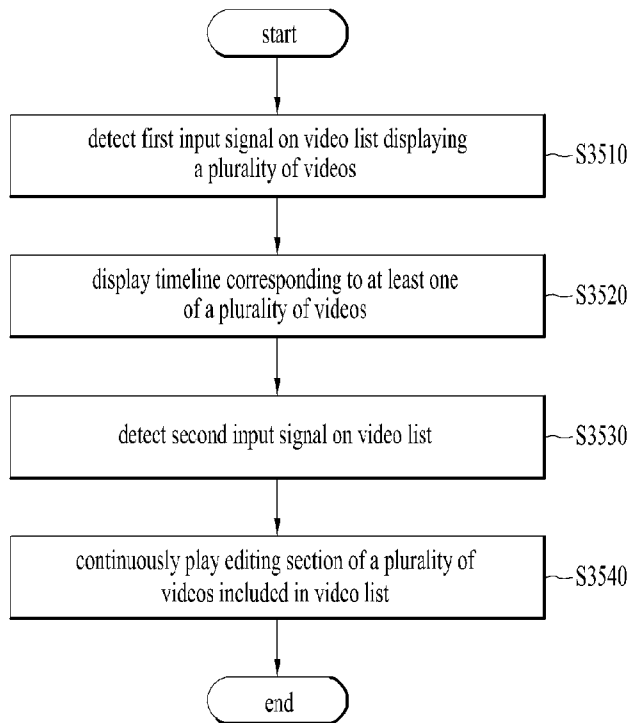 start
detect first input signal on video list displaying
a plurality of videos
S3510
display timeline corresponding to at least one
of a plurality of videos
S3520
detect second input signal on video list
S3530
continuously play editing section of a plurality of
videos included in video list
S3540
end